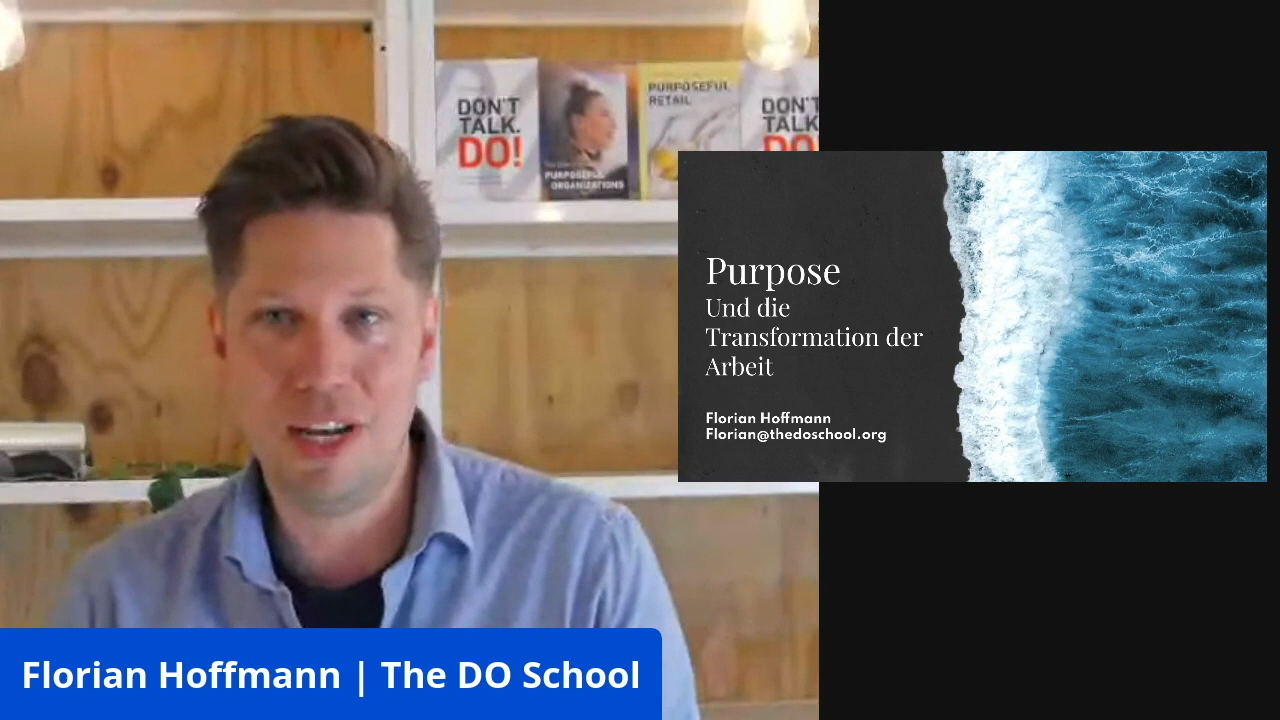 DON'T
TALK.
DO!
PURPOSEFUL
ORGANIZATIONS
PURPOSEFUL
RETAIL
DON'T
TALK
DO
Purpose
Und die
Transformation der
Arbeit
Florian Hoffmann
Florian@thedoschool.org
Florian Hoffmann | The DO School